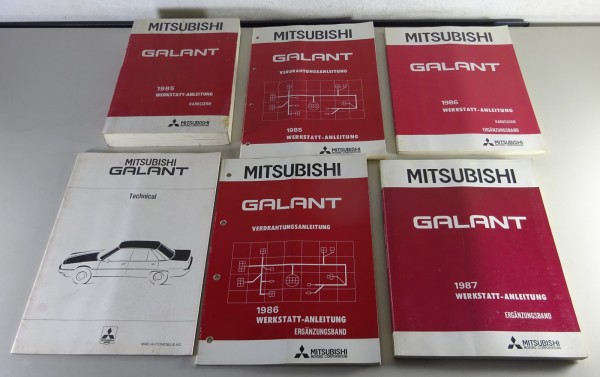 MITSUBISHI
GALANT
1985
WERKSTATT-ANLEITUNG
MITSUBISHI
MITSUBISHI
GALANT
VERDRAHTUNGSANLEITUNG
1985
WERKSTATT-ANLEITUNG
MITSUBISHI
MITSUBISHI
GALANT
1986
WERKSTATT-ANLEITUNG
ERGÄNZUNGSBAND
MITSUBISHI
MOTORS CORPORATION
MITSUBISHI
GALANT
Technical
MITSUBISHI
GALANT
VERDRAHTUNGSANLEITUNG
1986
WERKSTATT-ANLEITUNG
ERGÄNZUNGSBAND
MITSUBISHI
MOTORS CORPORATION
MITSUBISHI
GALANT
1987
WERKSTATT-ANLEITUNG
ERGÄNZUNGSBAND
MITSUBISHI
MOTORS CORPORATION